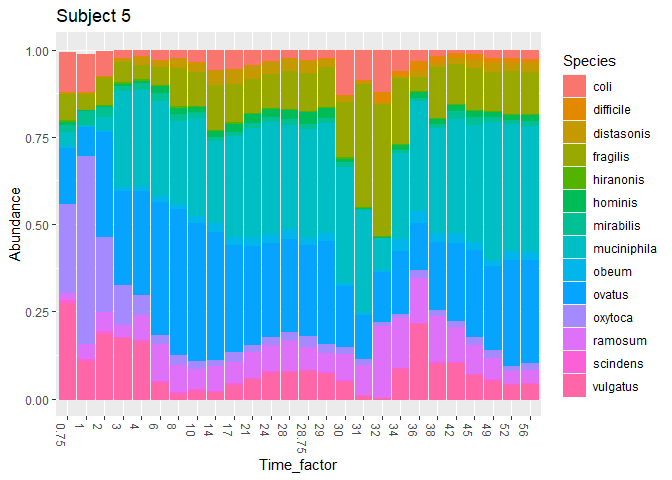 Subject 5
Abundance
1.00
0.75
0.50
0.25
0.00
0.75
1
2
3
4
6
8
10
14
17
21
24
28
28.75
29
30
31
32
34
36
38
42
45
49
52
56
Time_factor
Species
coli
difficile
distasonis
fragilis
hiranonis
hominis
mirabilis
muciniphila
obeum
ovatus
oxytoca
ramosum
scindens
vulgatus